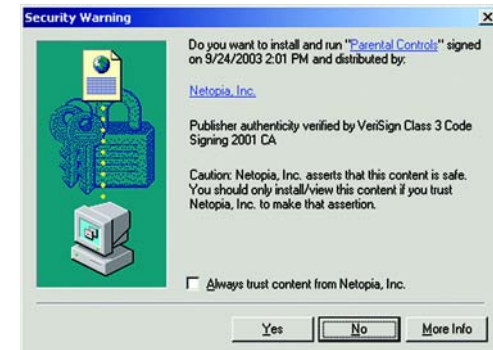 Security Warning
Do you want to install and run "Parental Controls" signed
on 9/24/2003 2:01 PM and distributed by:
Netopia, Inc.
Publisher authenticity verified by VeriSign Class 3 Code
Signing 2001 CA
Caution: Netopia, Inc. asserts that this content is safe.
You should only install/view this content if you trust
Netopia, Inc. to make that assertion.
Always trust content from Netopia, Inc.
Yes
No
More Info